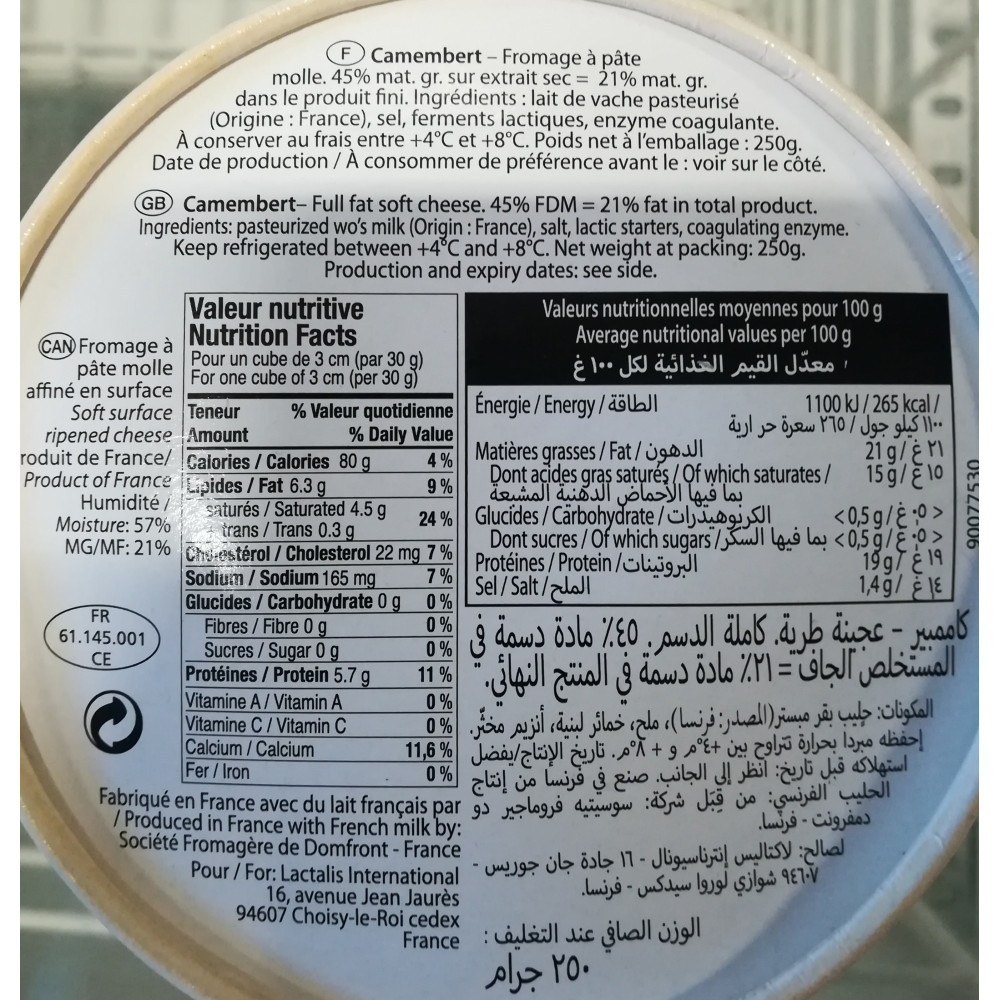 F Camembert – Fromage à pâte
molle. 45% mat. gr. sur extrait sec = 21% mat. gr.
dans le produit fini. Ingrédients : lait de vache pasteurisé
(Origine : France), sel, ferments lactiques, enzyme coagulante.
À conserver au frais entre +4°C et +8°C. Poids net à l'emballage : 250g.
Date de production / À consommer de préférence avant le : voir sur le côté.
GB Camembert– Full fat soft cheese. 45% FDM = 21% fat in total product.
Ingredients: pasteurized wo's milk (Origin : France), salt, lactic starters, coagulating enzyme.
Keep refrigerated between +4°C and +8°C. Net weight at packing: 250g.
Production and expiry dates: see side.
CAN Fromage à
pâte molle
affiné en surface
Soft surface
ripened cheese
roduit de France/
Product of France
Humidité /
Moisture: 57%
MG/MF: 21%
FR
61.145.001
CE
Valeur nutritive
Nutrition Facts
Pour un cube de 3 cm (par 30 g)
For one cube of 3 cm (per 30 g)
Teneur % Valeur quotidienne
Amount % Daily Value
Calories / Calories 80 g 4 %
Lipides / Fat 6.3 g 9 %
saturés / Saturated 4.5 g
trans / Trans 0.3 g 24 %
Cholestérol / Cholesterol 22 mg 7 %
Sodium / Sodium 165 mg 7 %
Glucides / Carbohydrate 0 g 0 %
Fibres / Fibre 0 g 0 %
Sucres / Sugar 0 g 0 %
Protéines / Protein 5.7 g 11 %
Vitamine A / Vitamin A 0 %
Vitamine C / Vitamin C 0 %
Calcium / Calcium 11,6 %
Fer / Iron 0 %
Fabriqué en France avec du lait français par
/ Produced in France with French milk by:
Société Fromagère de Domfront - France
Pour / For: Lactalis International
16, avenue Jean Jaurès
94607 Choisy-le-Roi cedex
France
Valeurs nutritionnelles moyennes pour 100 g
Average nutritional values per 100 g
معدّل القيم الغذائية لكل ١٠٠ غ
Énergie / Energy / الطاقة 1100 kJ / 265 kcal /
١١٠٠ كيلو جول / ٢٦٥ سعرة حر ارية
Matières grasses / Fat / الدهون 21 g / ٢١ غ
Dont acides gras saturés / Of which saturates / 15 g / ١٥ غ
بما فيها الأحماض الدهنية المشبعة
Glucides / Carbohydrate / الكربوهيدرات < 0,5 g / ٠,٥ غ >
Dont sucres / Of which sugars / بما فيها السكر < 0,5 g / ٠,٥ غ >
Protéines / Protein / البروتينات 19 g / ١٩ غ
Sel / Salt / الملح 1,4 g / ١,٤ غ
90077530
كاممبير - عجينة طرية. كاملة الدسم. ٤٥٪ مادة دسمة في
المستخلص الجاف = ٢١٪ مادة دسمة في المنتج النهائي.
المكونات: حليب بقر مبستر(المصدر: فرنسا)، ملح، خمائر لبنية، أنزيم مخثّر.
إحفظه مبردا بحرارة تتراوح بين +٤°م و + ٨°م. تاريخ الإنتاج/يفضل
استهلاكه قبل تاريخ: انظر إلى الجانب. صنع في فرنسا من إنتاج
الحليب الفرنسي: من قِبَل شركة: سوسيتيه فروماجير دو
دمفرونت - فرنسا.
لصالح: لاكتاليس إنترناسيونال - ١٦ جادة جان جوريس -
٩٤٦٠٧ شوازي لوروا سيدكس - فرنسا.
الوزن الصافي عند التغليف :
٢٥٠ جرام